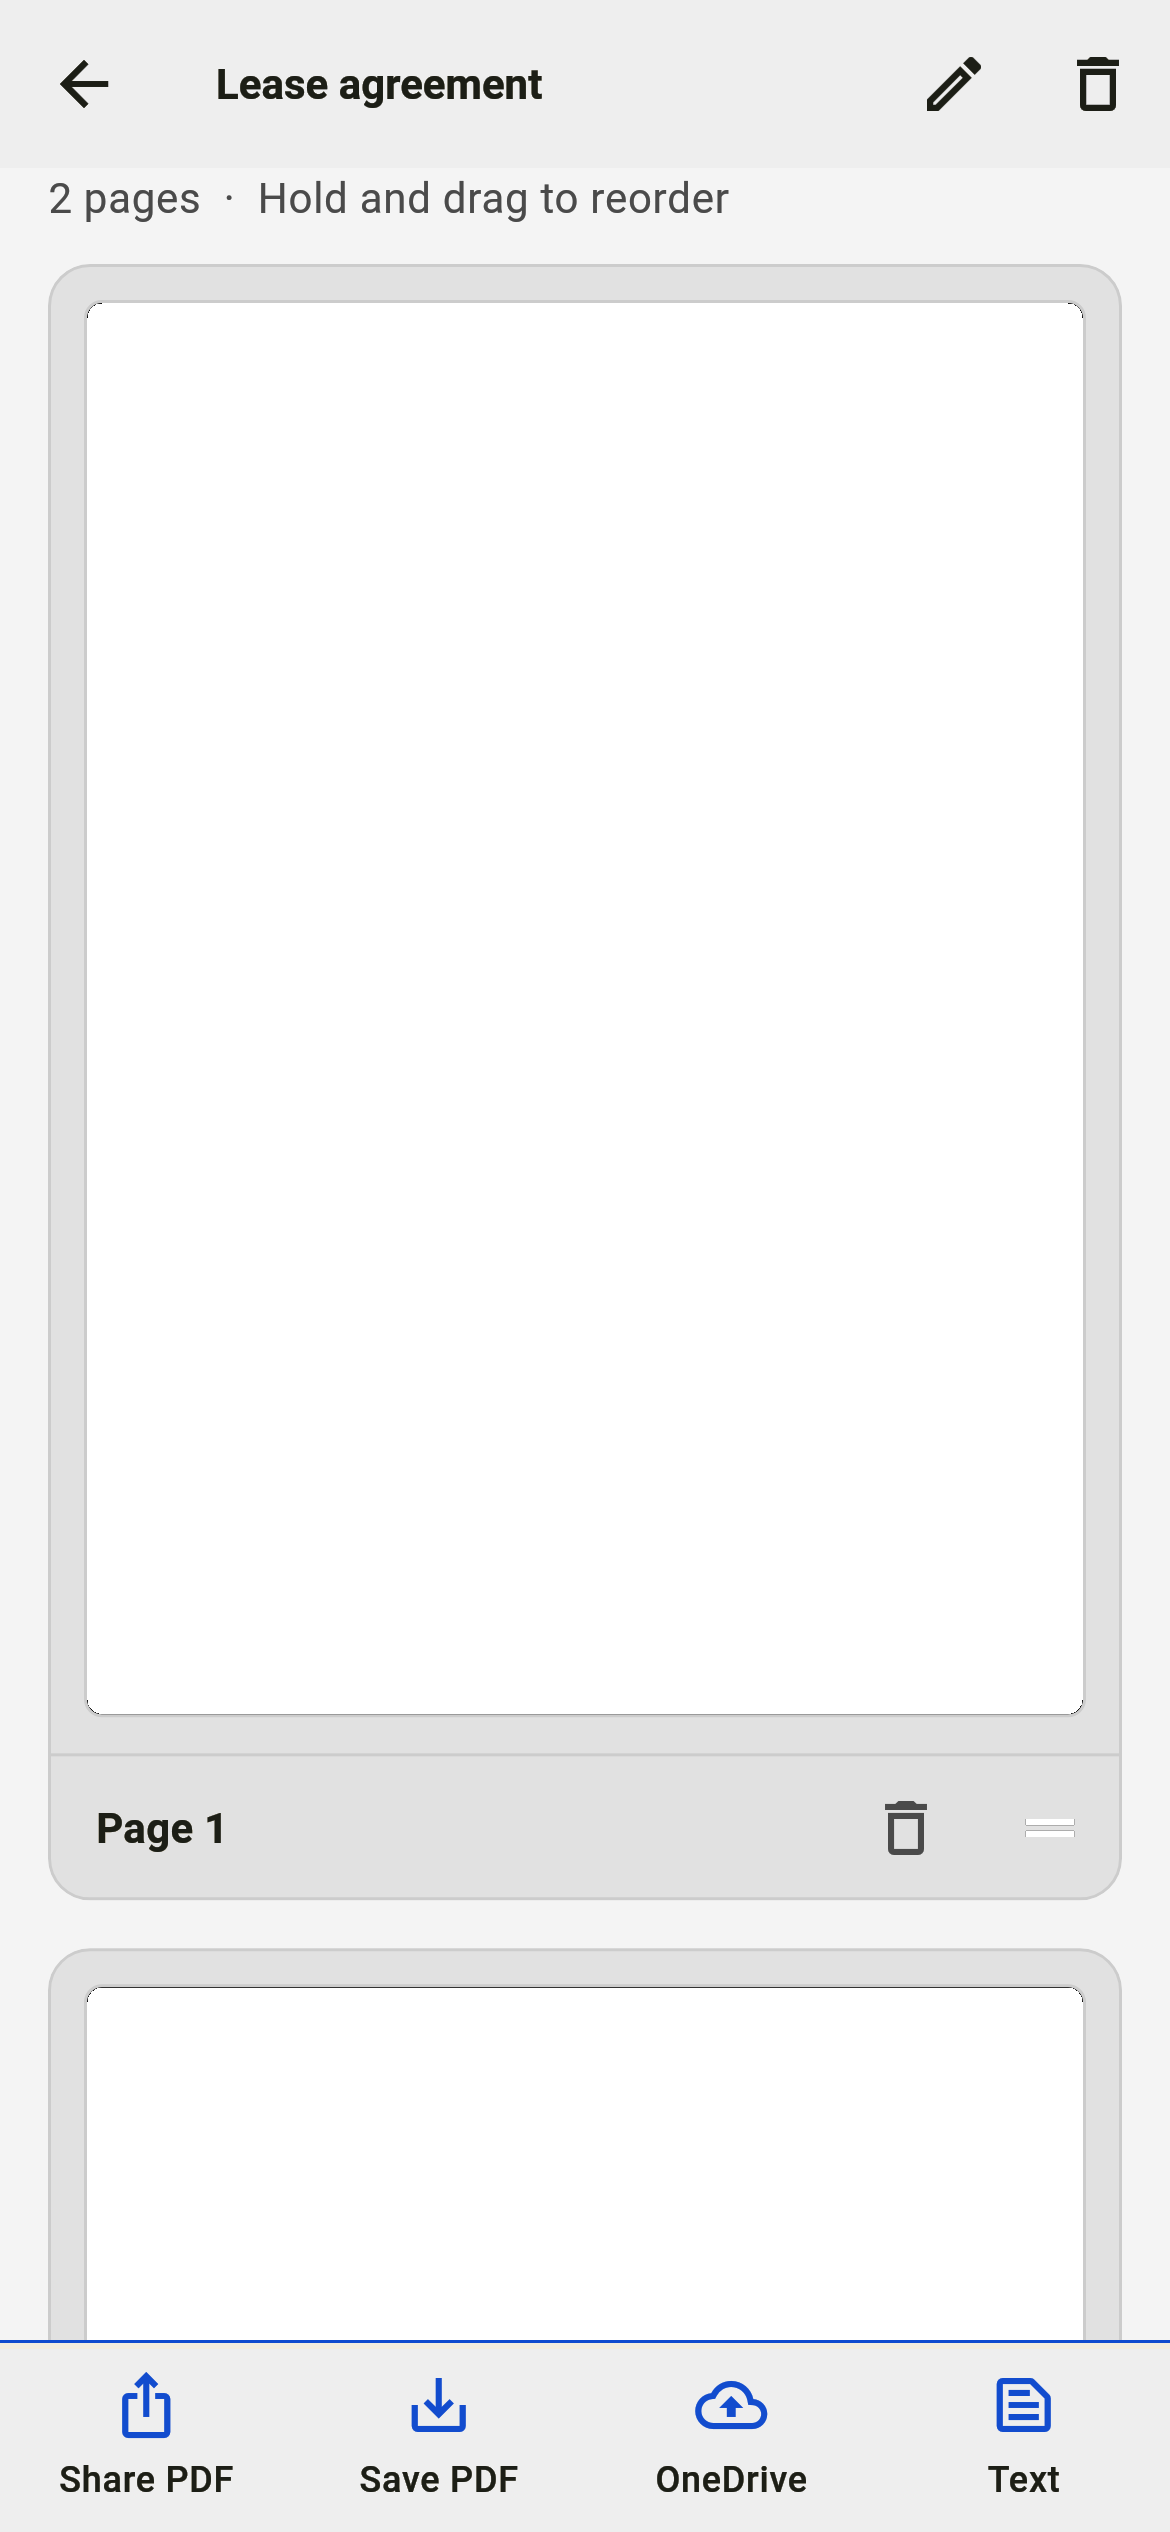 Lease agreement
2 pages · Hold and drag to reorder
Page 1
Share PDF
Save PDF
OneDrive
Text